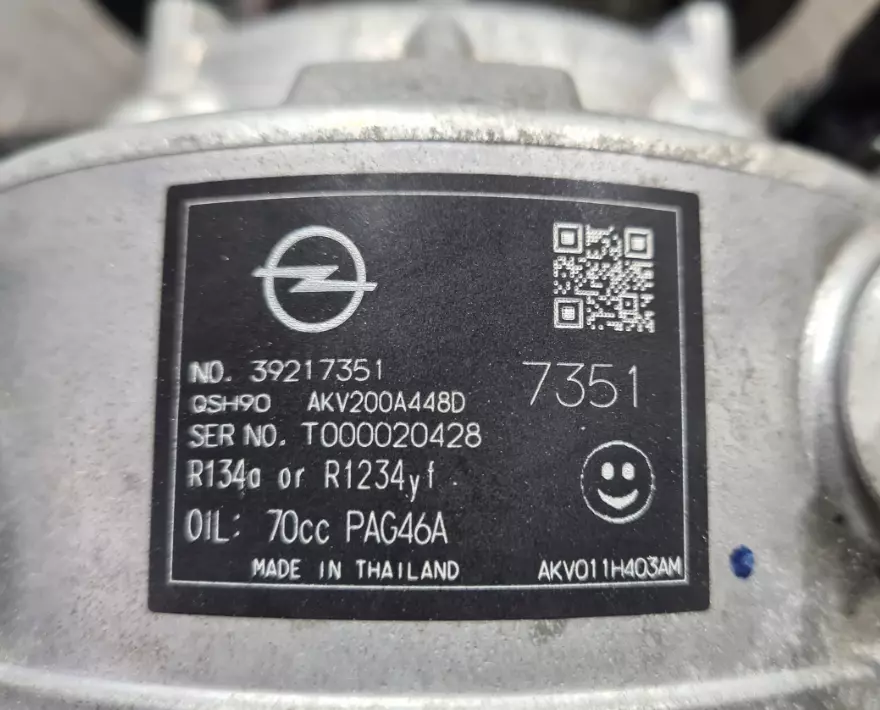 NO. 39217351
7351
QSH90 AKV200A448D
SER NO. T000020428
R134a or R1234yf
OIL: 70cc PAG46A
MADE IN THAILAND
AKV011H403AM